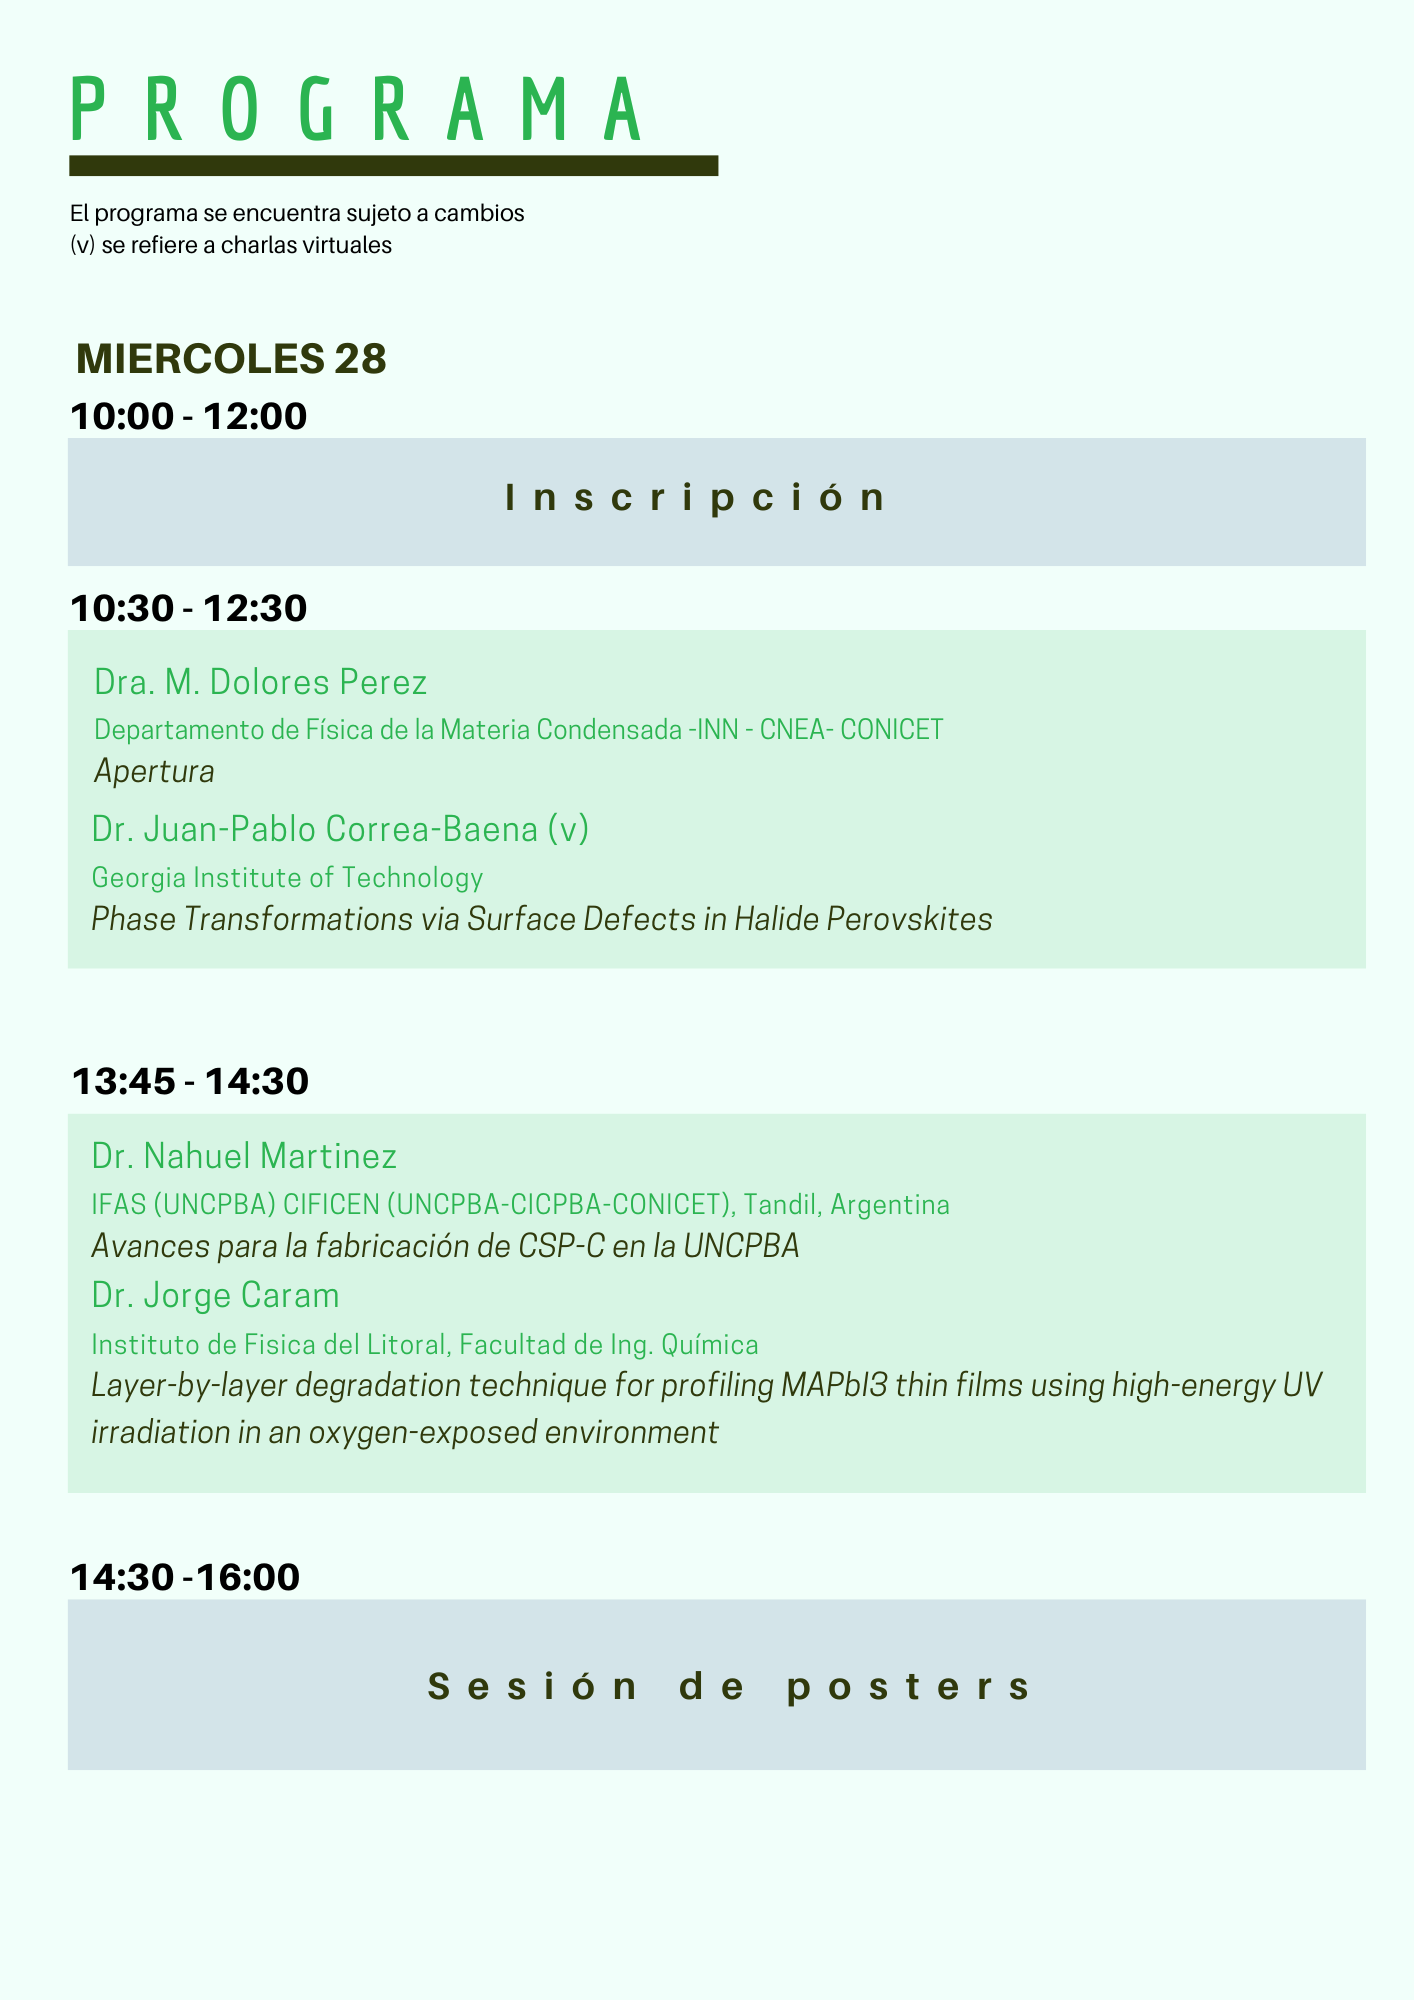 PROGRAMA
El programa se encuentra sujeto a cambios
(v) se refiere a charlas virtuales
MIERCOLES 28
10:00 - 12:00
Inscripción
10:30 - 12:30
Dra. M. Dolores Perez
Departamento de Física de la Materia Condensada -INN - CNEA- CONICET
Apertura
Dr. Juan-Pablo Correa-Baena (v)
Georgia Institute of Technology
Phase Transformations via Surface Defects in Halide Perovskites
13:45 - 14:30
Dr. Nahuel Martinez
IFAS (UNCPBA) CIFICEN (UNCPBA-CICPBA-CONICET), Tandil, Argentina
Avances para la fabricación de CSP-C en la UNCPBA
Dr. Jorge Caram
Instituto de Fisica del Litoral, Facultad de Ing. Química
Layer-by-layer degradation technique for profiling MAPbI3 thin films using high-energy UV
irradiation in an oxygen-exposed environment
14:30 -16:00
Sesión de posters